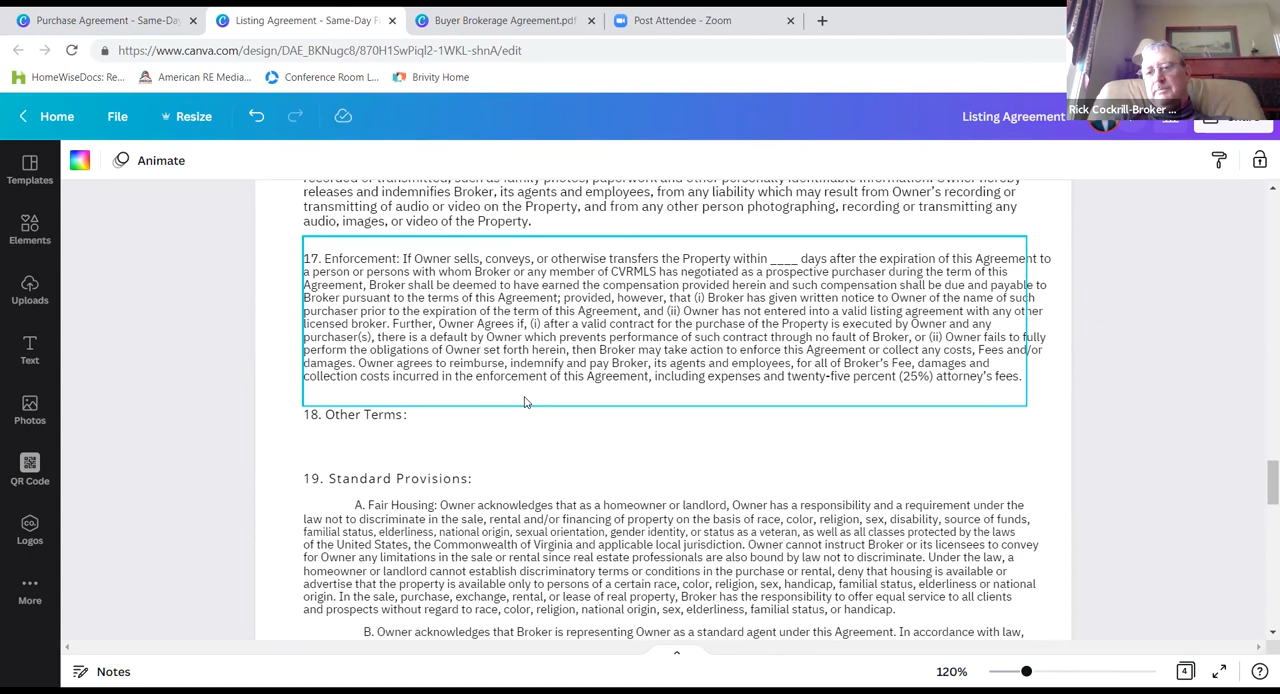 Purchase Agreement - Same-Day
Listing Agreement - Same-Day F
Buyer Brokerage Agreement.pdf
Post Attendee - Zoom
https://www.canva.com/design/DAE_BKNugc8/870H1SwPiql2-1WKL-shnA/edit
HomeWiseDocs: Re...
American RE Media...
Conference Room L...
Brivity Home
Rick Cockrill-Broker ...
Home
File
Resize
Listing Agreement
Animate
Templates
Elements
Uploads
Text
Photos
QR Code
CO.
Logos
More
releases and indemnifies Broker, its agents and employees, from any liability which may result from Owner's recording or
transmitting of audio or video on the Property, and from any other person photographing, recording or transmitting any
audio, images, or video of the Property.
17. Enforcement: If Owner sells, conveys, or otherwise transfers the Property within ____ days after the expiration of this Agreement to
a person or persons with whom Broker or any member of CVRMLS has negotiated as a prospective purchaser during the term of this
Agreement, Broker shall be deemed to have earned the compensation provided herein and such compensation shall be due and payable to
Broker pursuant to the terms of this Agreement; provided, however, that (i) Broker has given written notice to Owner of the name of such
purchaser prior to the expiration of the term of this Agreement, and (ii) Owner has not entered into a valid listing agreement with any other
licensed broker. Further, Owner Agrees if, (i) after a valid contract for the purchase of the Property is executed by Owner and any
purchaser(s), there is a default by Owner which prevents performance of such contract through no fault of Broker, or (ii) Owner fails to fully
perform the obligations of Owner set forth herein, then Broker may take action to enforce this Agreement or collect any costs, Fees and/or
damages. Owner agrees to reimburse, indemnify and pay Broker, its agents and employees, for all of Broker's Fee, damages and
collection costs incurred in the enforcement of this Agreement, including expenses and twenty-five percent (25%) attorney's fees.
18. Other Terms:
19. Standard Provisions:
A. Fair Housing: Owner acknowledges that as a homeowner or landlord, Owner has a responsibility and a requirement under the
law not to discriminate in the sale, rental and/or financing of property on the basis of race, color, religion, sex, disability, source of funds,
familial status, elderliness, national origin, sexual orientation, gender identity, or status as a veteran, as well as all classes protected by the laws
of the United States, the Commonwealth of Virginia and applicable local jurisdiction. Owner cannot instruct Broker or its licensees to convey
for Owner any limitations in the sale or rental since real estate professionals are also bound by law not to discriminate. Under the law, a
homeowner or landlord cannot establish discriminatory terms or conditions in the purchase or rental, deny that housing is available or
advertise that the property is available only to persons of a certain race, color, religion, sex, handicap, familial status, elderliness or national
origin. In the sale, purchase, exchange, rental, or lease of real property, Broker has the responsibility to offer equal service to all clients
and prospects without regard to race, color, religion, national origin, sex, elderliness, familial status, or handicap.
B. Owner acknowledges that Broker is representing Owner as a standard agent under this Agreement. In accordance with law,
Notes
120%
4